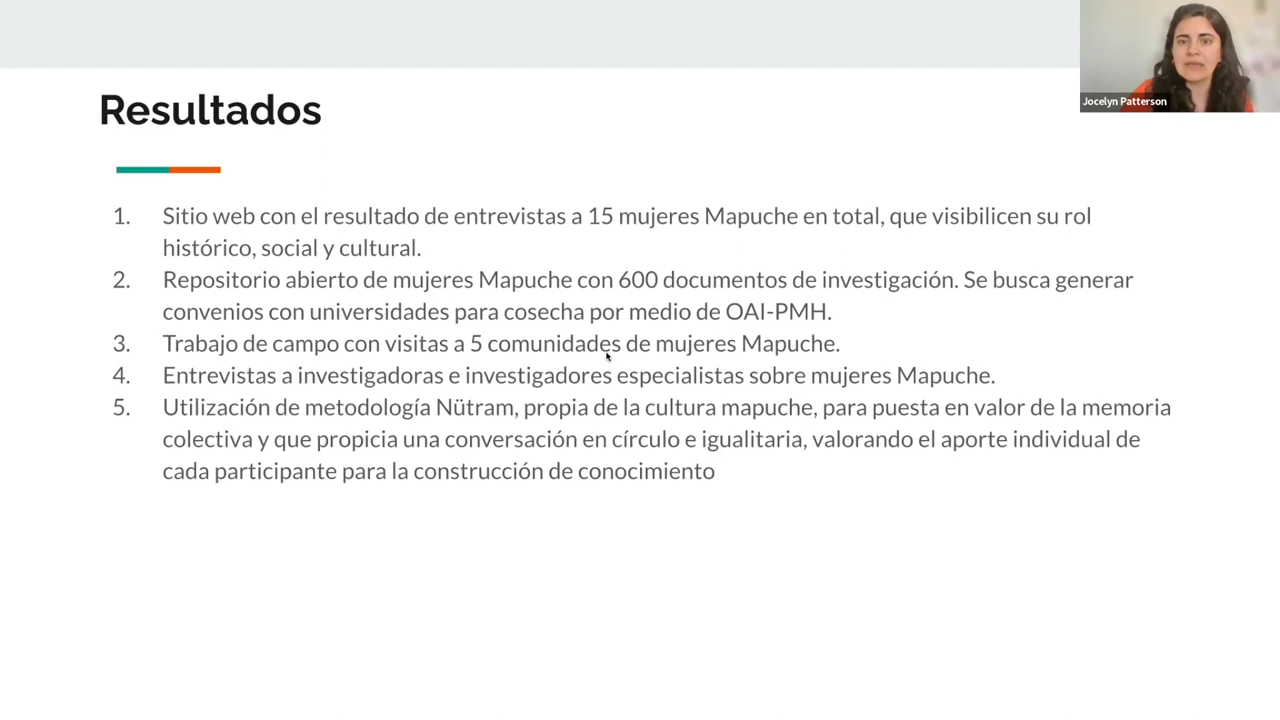 Jocelyn Patterson
Resultados
1. Sitio web con el resultado de entrevistas a 15 mujeres Mapuche en total, que visibilicen su rol
histórico, social y cultural.
2. Repositorio abierto de mujeres Mapuche con 600 documentos de investigación. Se busca generar
convenios con universidades para cosecha por medio de OAI-PMH.
3. Trabajo de campo con visitas a 5 comunidades de mujeres Mapuche.
4. Entrevistas a investigadoras e investigadores especialistas sobre mujeres Mapuche.
5. Utilización de metodología Nütram, propia de la cultura mapuche, para puesta en valor de la memoria
colectiva y que propicia una conversación en círculo e igualitaria, valorando el aporte individual de
cada participante para la construcción de conocimiento